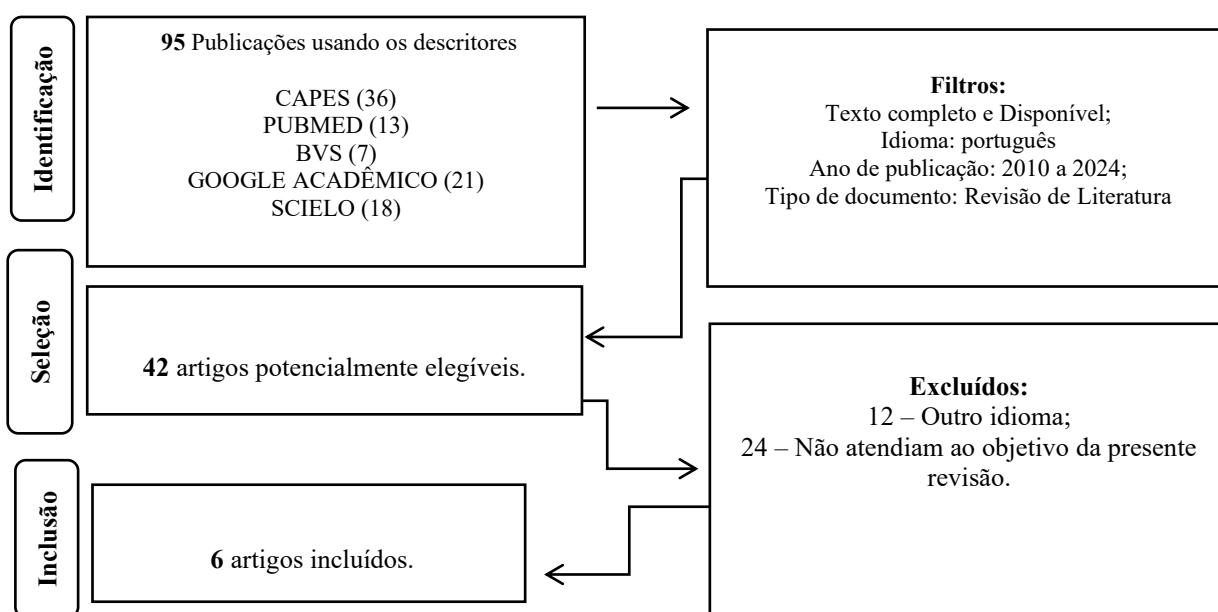 Identificação
95 Publicações usando os descritores
CAPES (36)
PUBMED (13)
BVS (7)
GOOGLE ACADÊMICO (21)
SCIELO (18)
Filtros:
Texto completo e Disponível;
Idioma: português
Ano de publicação: 2010 a 2024;
Tipo de documento: Revisão de Literatura
Seleção
42 artigos potencialmente elegíveis.
Excluídos:
12 – Outro idioma;
24 – Não atendiam ao objetivo da presente
revisão.
Inclusão
6 artigos incluídos.